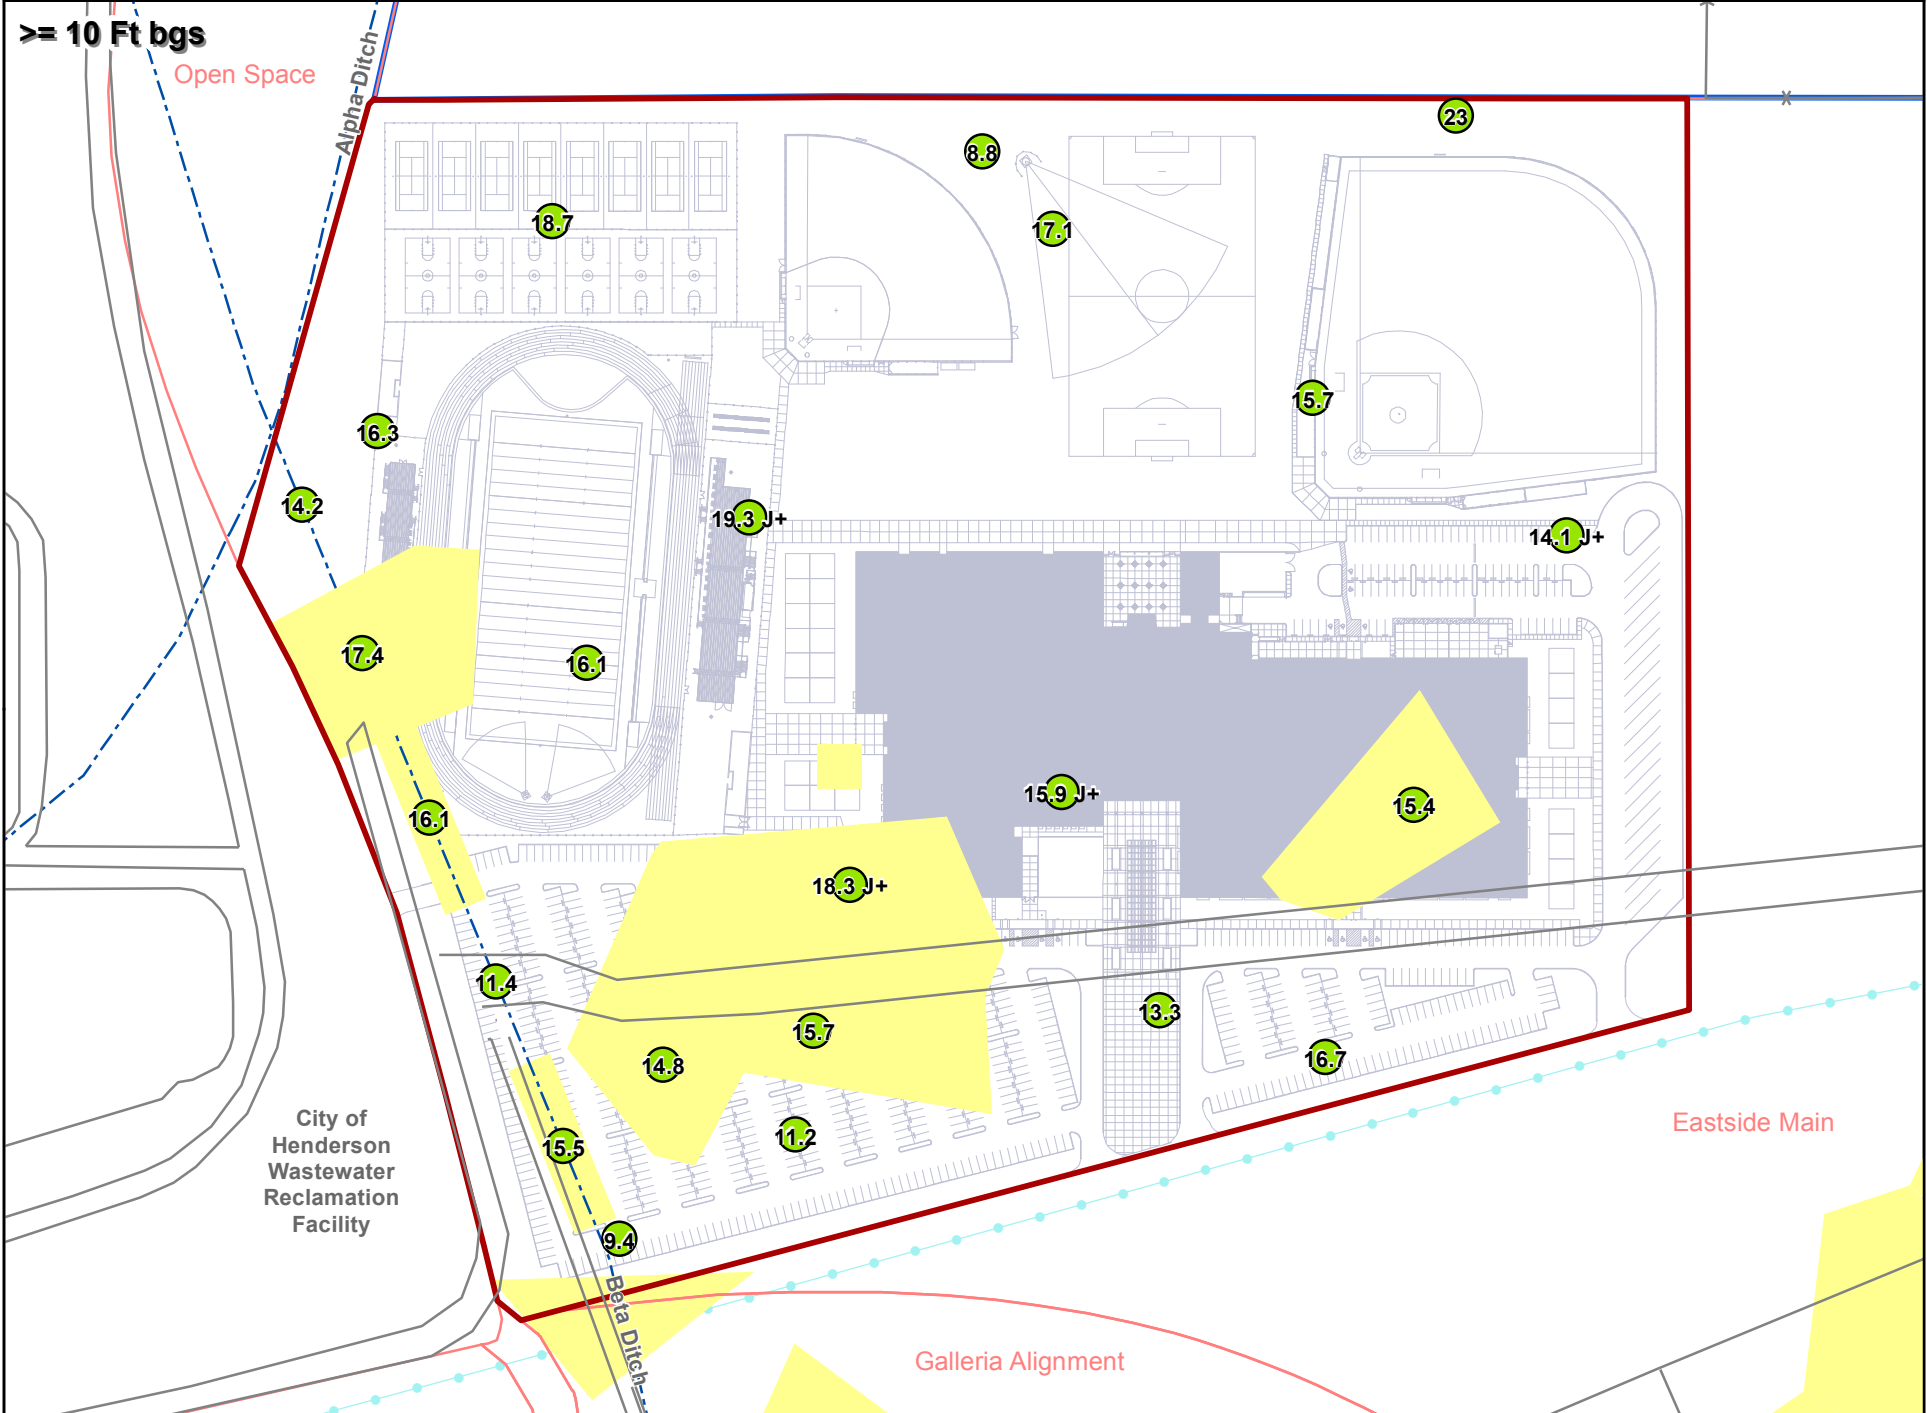 >= 10 Ft bgs
Open Space
Alpha Ditch
23
8.8
18.7
17.1
15.7
16.3
14.2
19.3 J+
14.1 J+
17.4
16.1
15.9 J+
15.4
16.1
18.3 J+
11.4
13.3
15.7
16.7
14.8
City of
Henderson
Wastewater
Reclamation
Facility
11.2
15.5
Eastside Main
9.4
Beta Ditch
Galleria Alignment